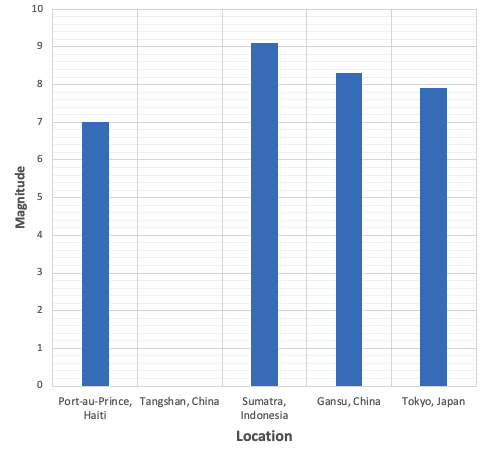 10
9
8
7
6
5
4
3
2
1
0
Magnitude
Port-au-Prince,
Haiti
Tangshan, China
Sumatra,
Indonesia
Gansu, China
Tokyo, Japan
Location